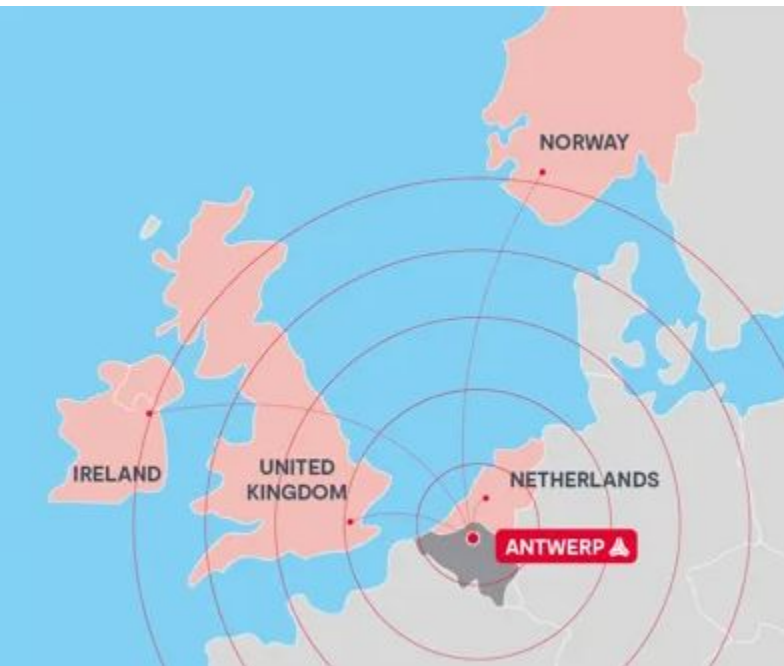 NORWAY
IRELAND
UNITED
KINGDOM
NETHERLANDS
ANTWERP